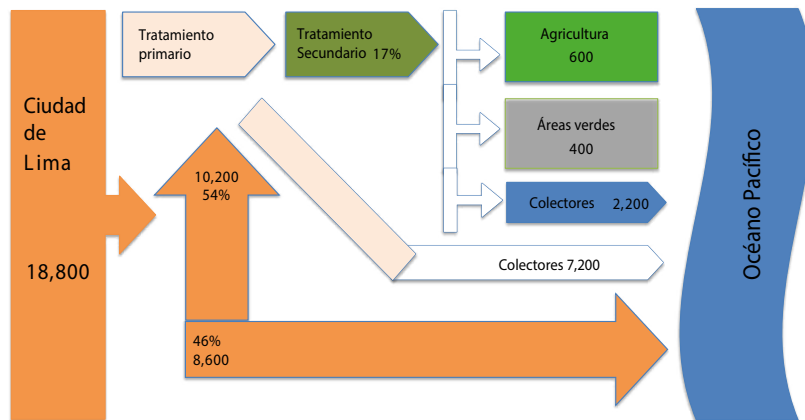 Ciudad
de
Lima
18,800
Tratamiento
primario
Tratamiento
Secundario 17%
Agricultura
600
Áreas verdes
400
Colectores 2,200
Colectores 7,200
10,200
54%
46%
8,600
Océano Pacífico